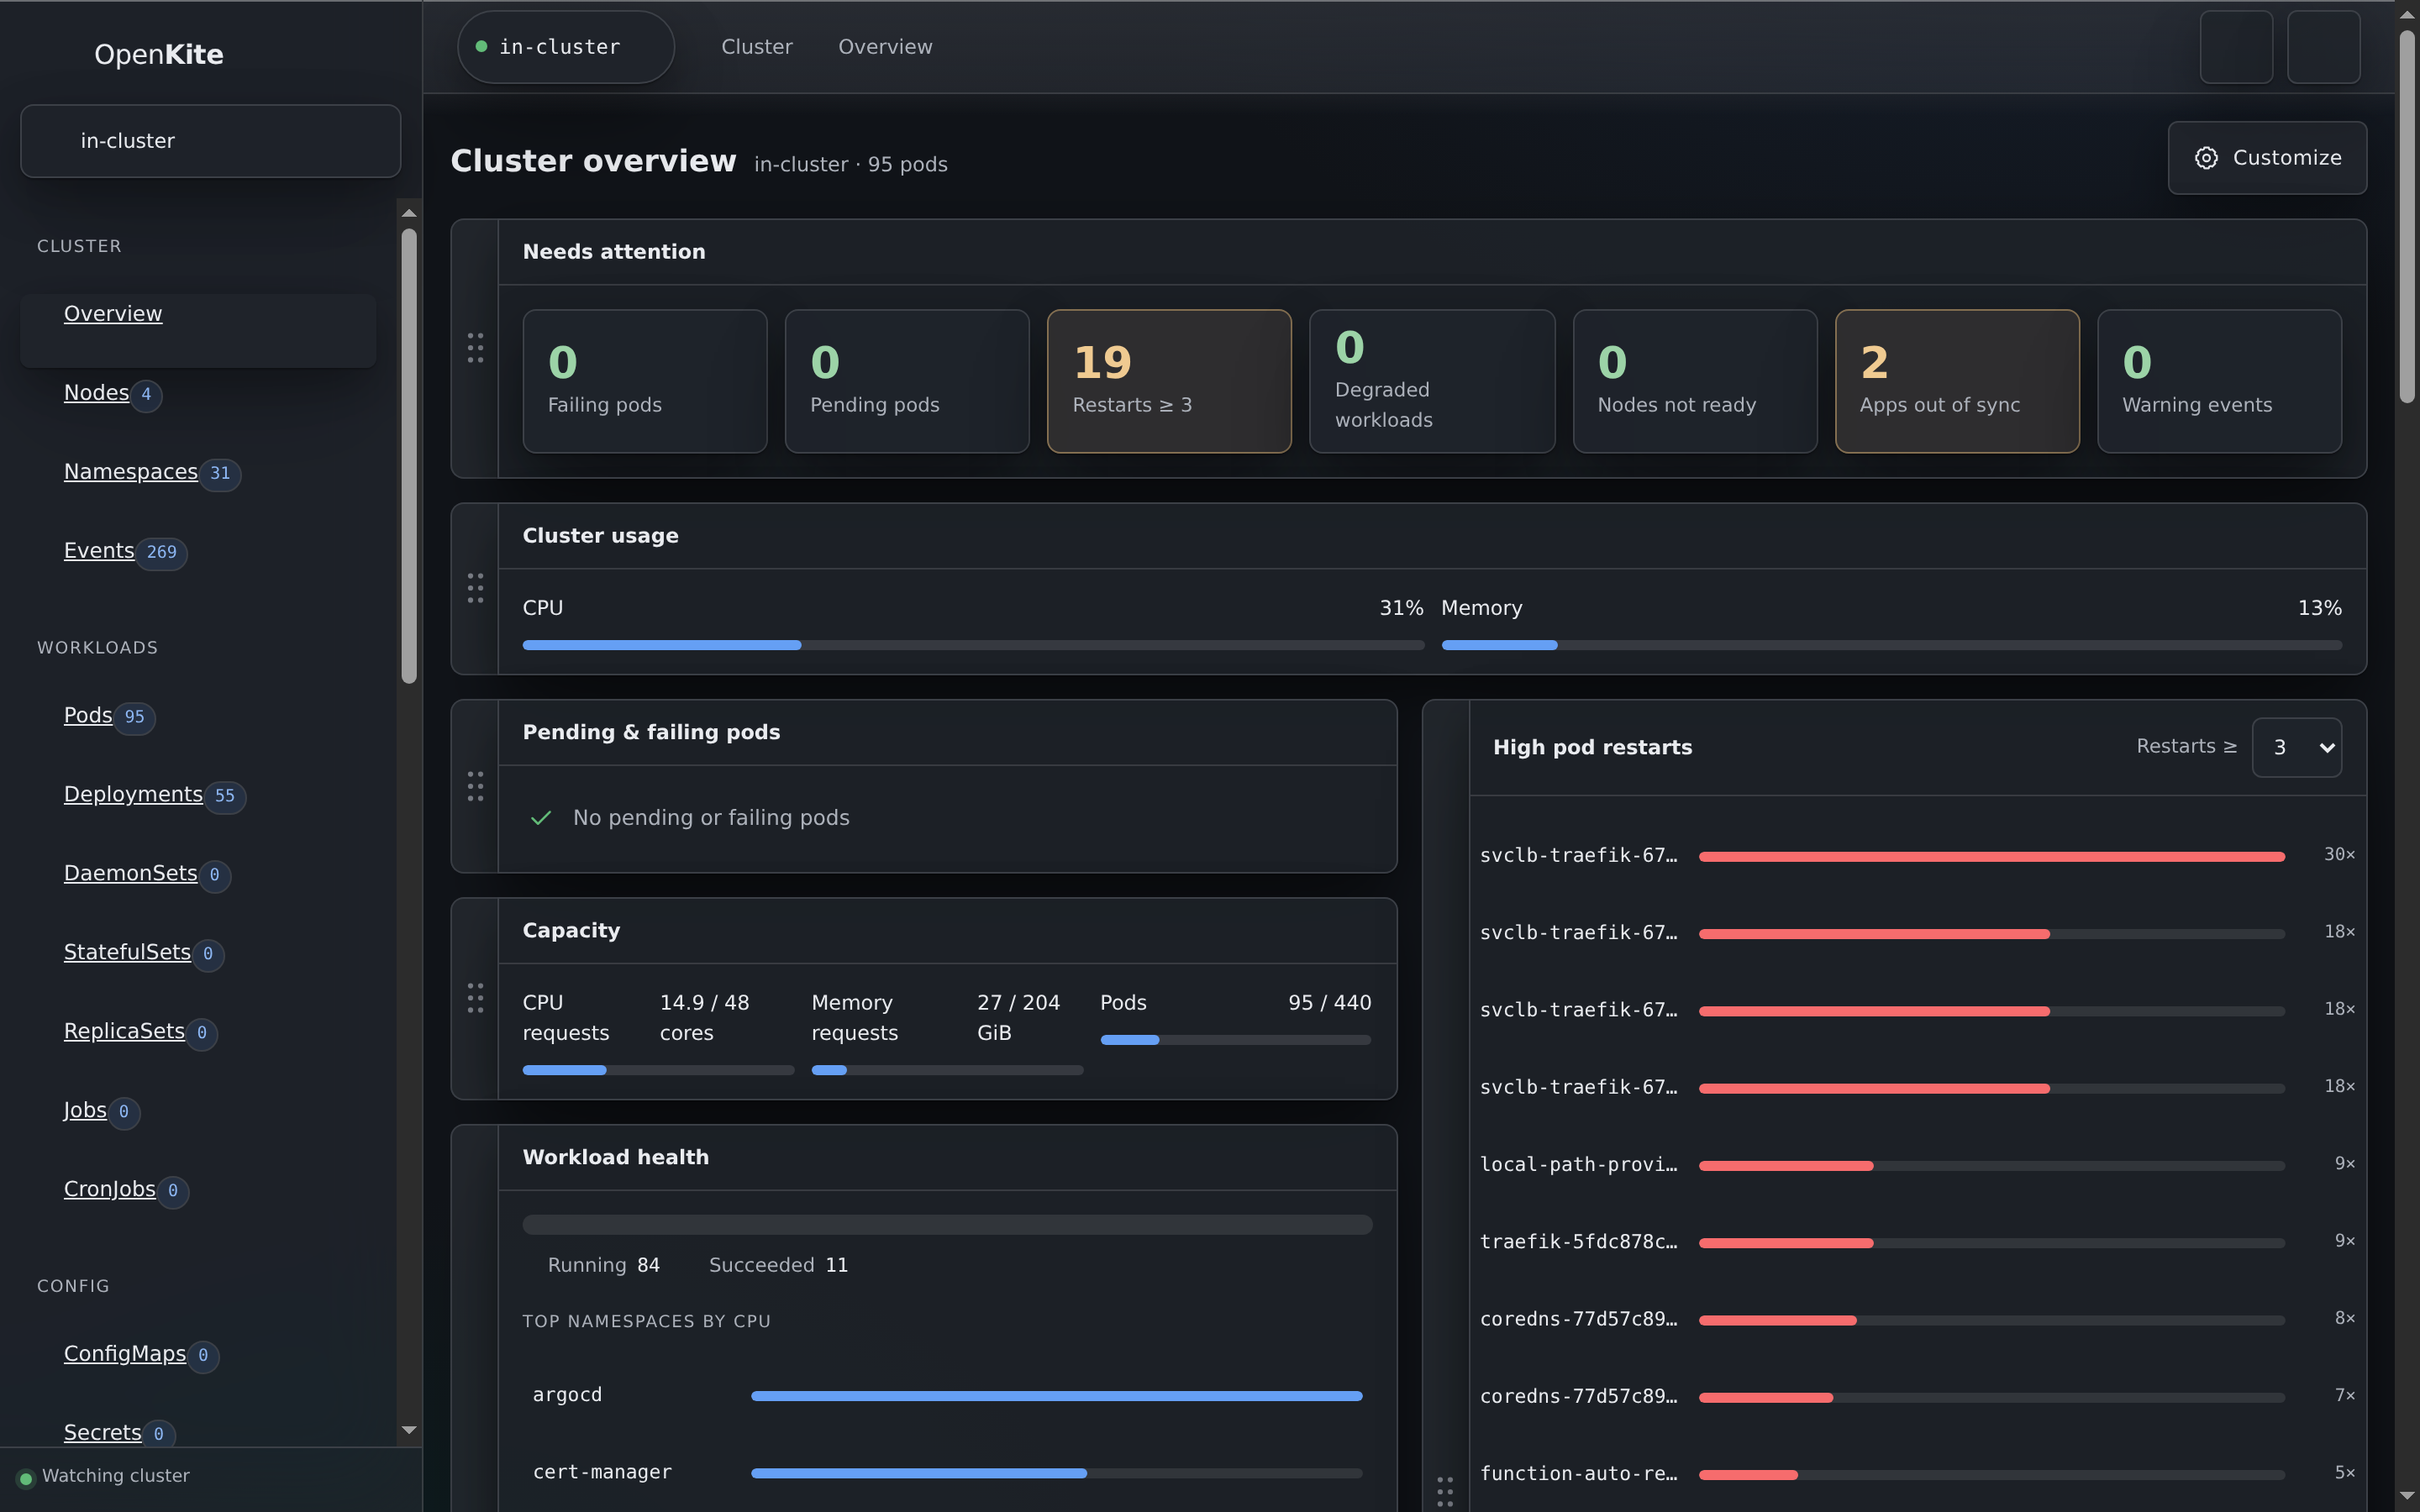 OpenKite
in-cluster
CLUSTER
Overview
Nodes 4
Namespaces 31
Events 269
WORKLOADS
Pods 95
Deployments 55
DaemonSets 0
StatefulSets 0
ReplicaSets 0
Jobs 0
CronJobs 0
CONFIG
ConfigMaps 0
Secrets 0
Watching cluster
in-cluster Cluster Overview
Cluster overview in-cluster · 95 pods
Customize
Needs attention
0
Failing pods
0
Pending pods
19
Restarts ≥ 3
0
Degraded
workloads
0
Nodes not ready
2
Apps out of sync
0
Warning events
Cluster usage
CPU 31%
Memory 13%
Pending & failing pods
No pending or failing pods
Capacity
CPU
requests
14.9 / 48
cores
Memory
requests
27 / 204
GiB
Pods 95 / 440
Workload health
Running 84 Succeeded 11
TOP NAMESPACES BY CPU
argocd
cert-manager
High pod restarts
Restarts ≥ 3
svclb-traefik-67… 30×
svclb-traefik-67… 18×
svclb-traefik-67… 18×
svclb-traefik-67… 18×
local-path-provi… 9×
traefik-5fdc878c… 9×
coredns-77d57c89… 8×
coredns-77d57c89… 7×
function-auto-re… 5×